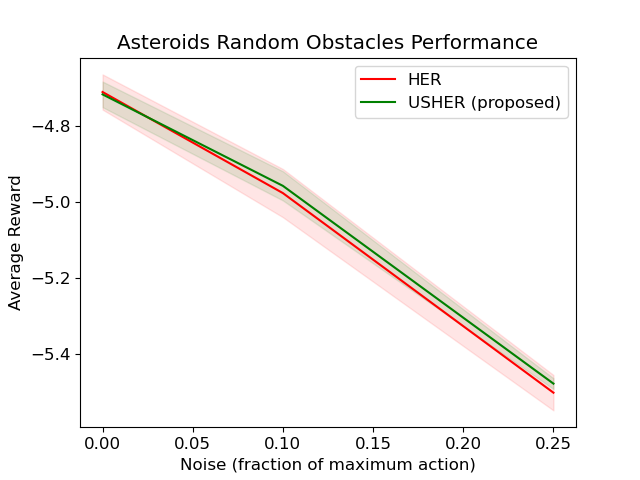 Asteroids Random Obstacles Performance
HER
USHER (proposed)
Average Reward
−4.8
−5.0
−5.2
−5.4
0.00 0.05 0.10 0.15 0.20 0.25
Noise (fraction of maximum action)